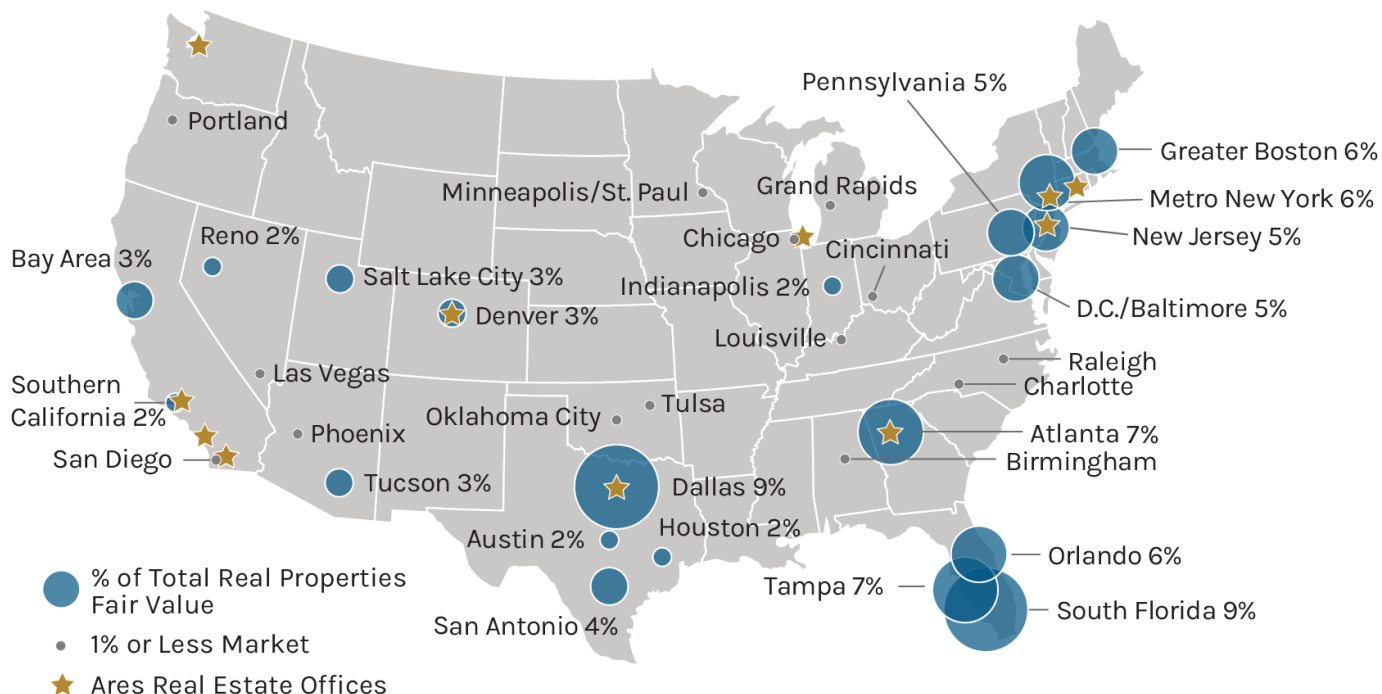 Pennsylvania 5%
Portland
Greater Boston 6%
Minneapolis/St. Paul
Grand Rapids
Metro New York 6%
Reno 2%
Chicago
New Jersey 5%
Bay Area 3%
Cincinnati
Salt Lake City 3%
Indianapolis 2%
D.C./Baltimore 5%
Denver 3%
Louisville
Raleigh
Las Vegas
Charlotte
Southern
California 2%
Tulsa
Oklahoma City
Phoenix
Atlanta 7%
San Diego
Birmingham
Tucson 3%
Dallas 9%
Houston 2%
Austin 2%
Orlando 6%
Tampa 7%
South Florida 9%
San Antonio 4%
% of Total Real Properties
Fair Value
1% or Less Market
Ares Real Estate Offices